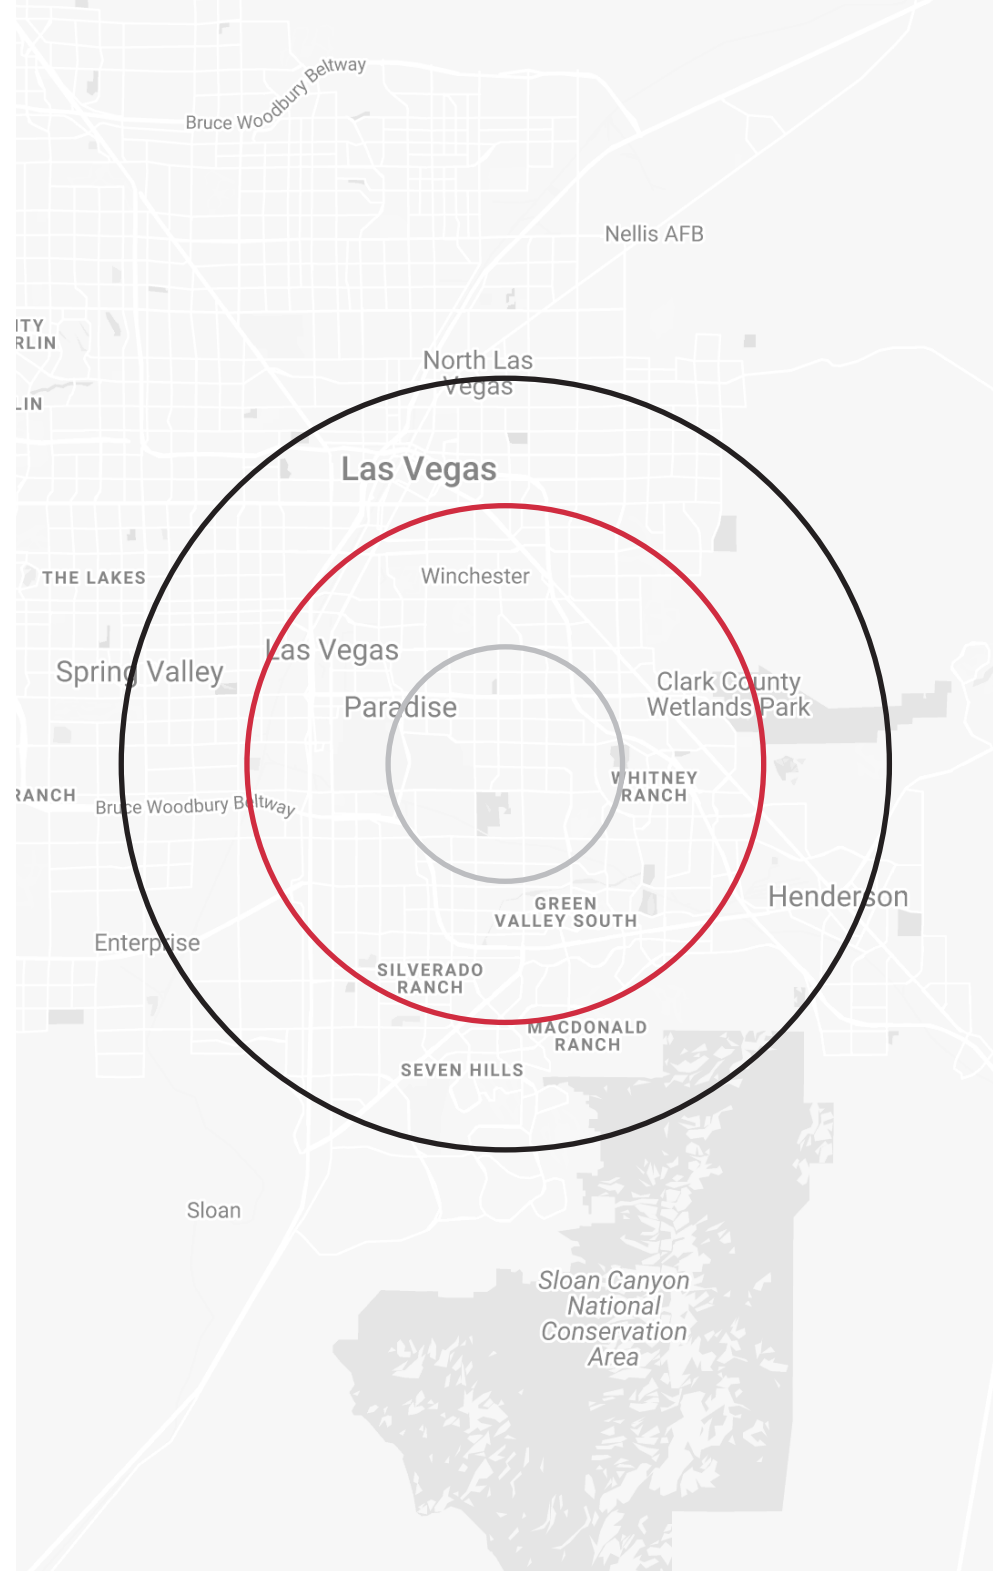 Bruce Woodbury Beltway
Nellis AFB
ITY
RLIN
North Las
Vegas
LIN
Las Vegas
THE LAKES
Winchester
Las Vegas
Spring Valley
Clark County
Wetlands Park
Paradise
WHITNEY
RANCH
RANCH
Bruce Woodbury Beltway
Henderson
GREEN
VALLEY SOUTH
Enterprise
SILVERADO
RANCH
MACDONALD
RANCH
SEVEN HILLS
Sloan
Sloan Canyon
National
Conservation
Area